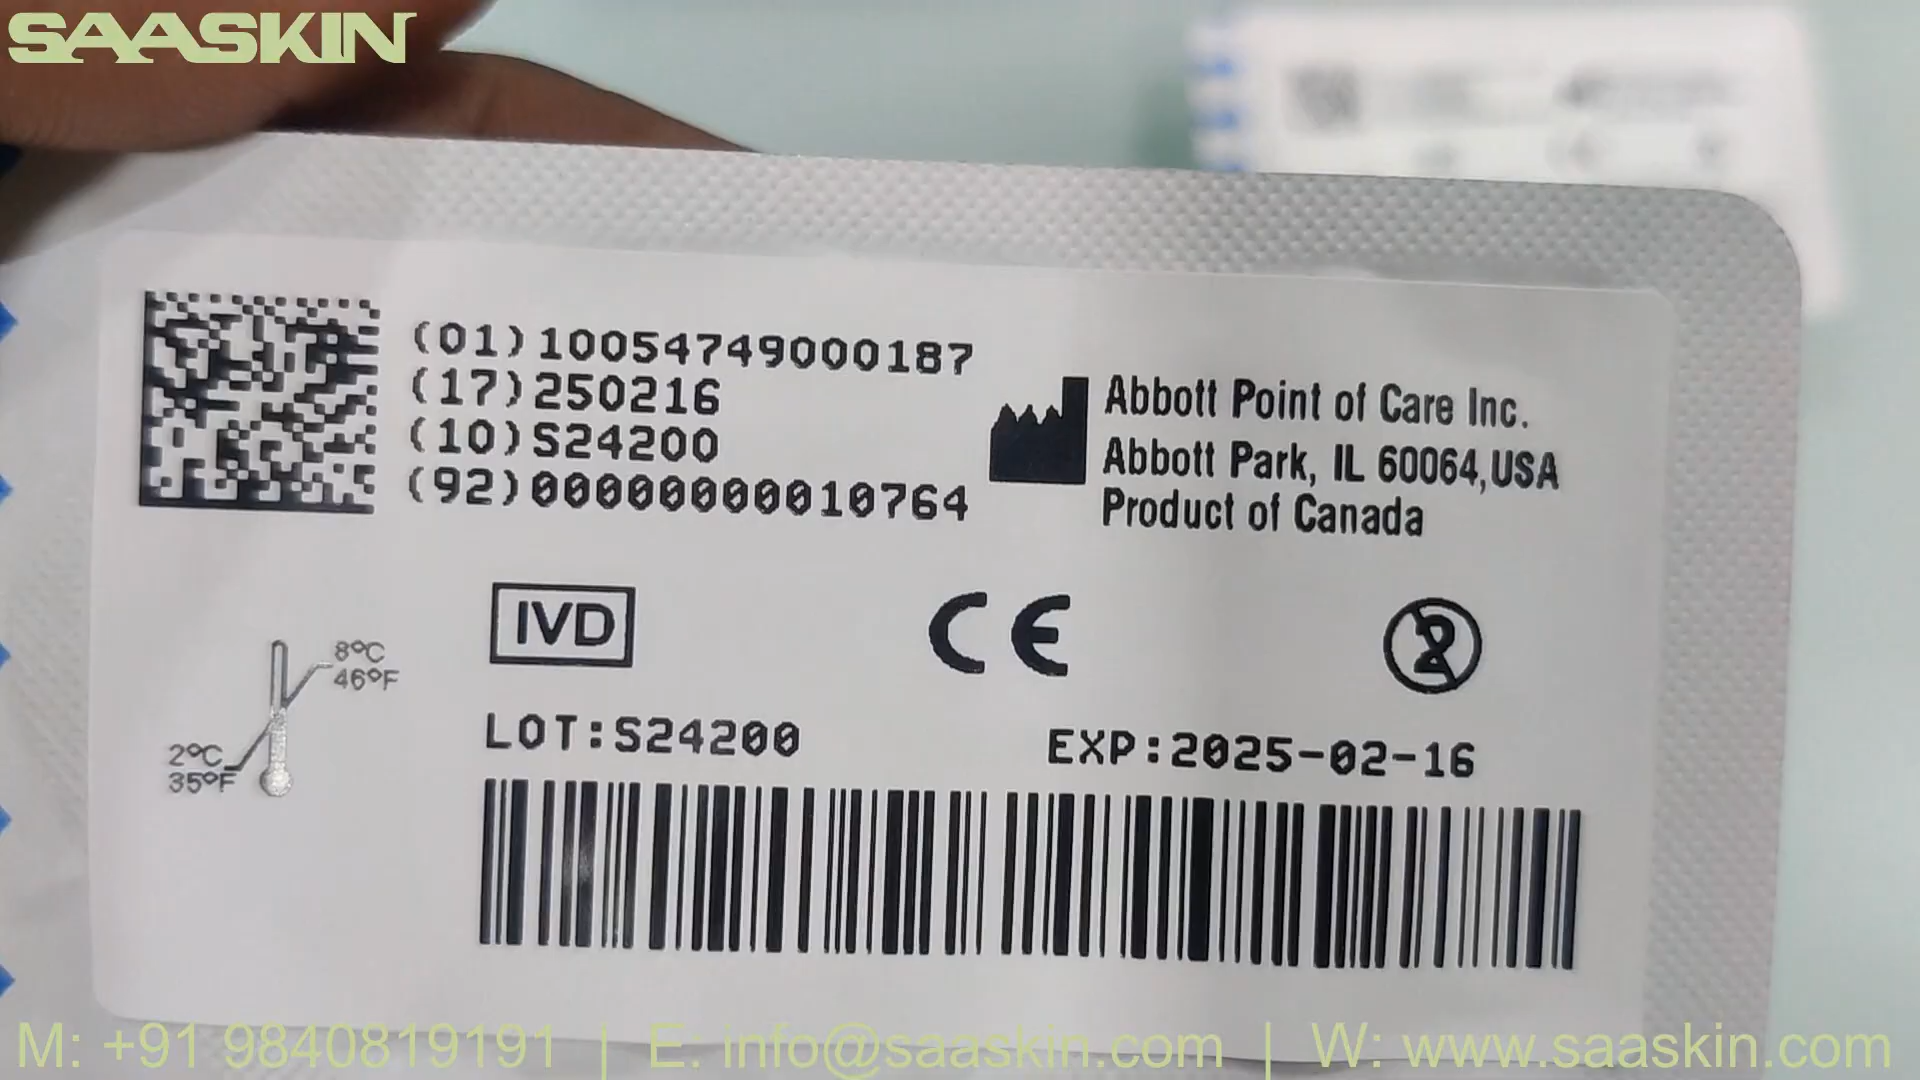 SAASKIN
(01)10054749000187
(17)250216
(10)S24200
(92)00000000010764
Abbott Point of Care Inc.
Abbott Park, IL 60064,USA
Product of Canada
IVD
CE
2
8°C
46°F
2°C
35°F
LOT:S24200
EXP:2025-02-16
M: +91 9840819191 | E: info@saaskin.com | W: www.saaskin.com